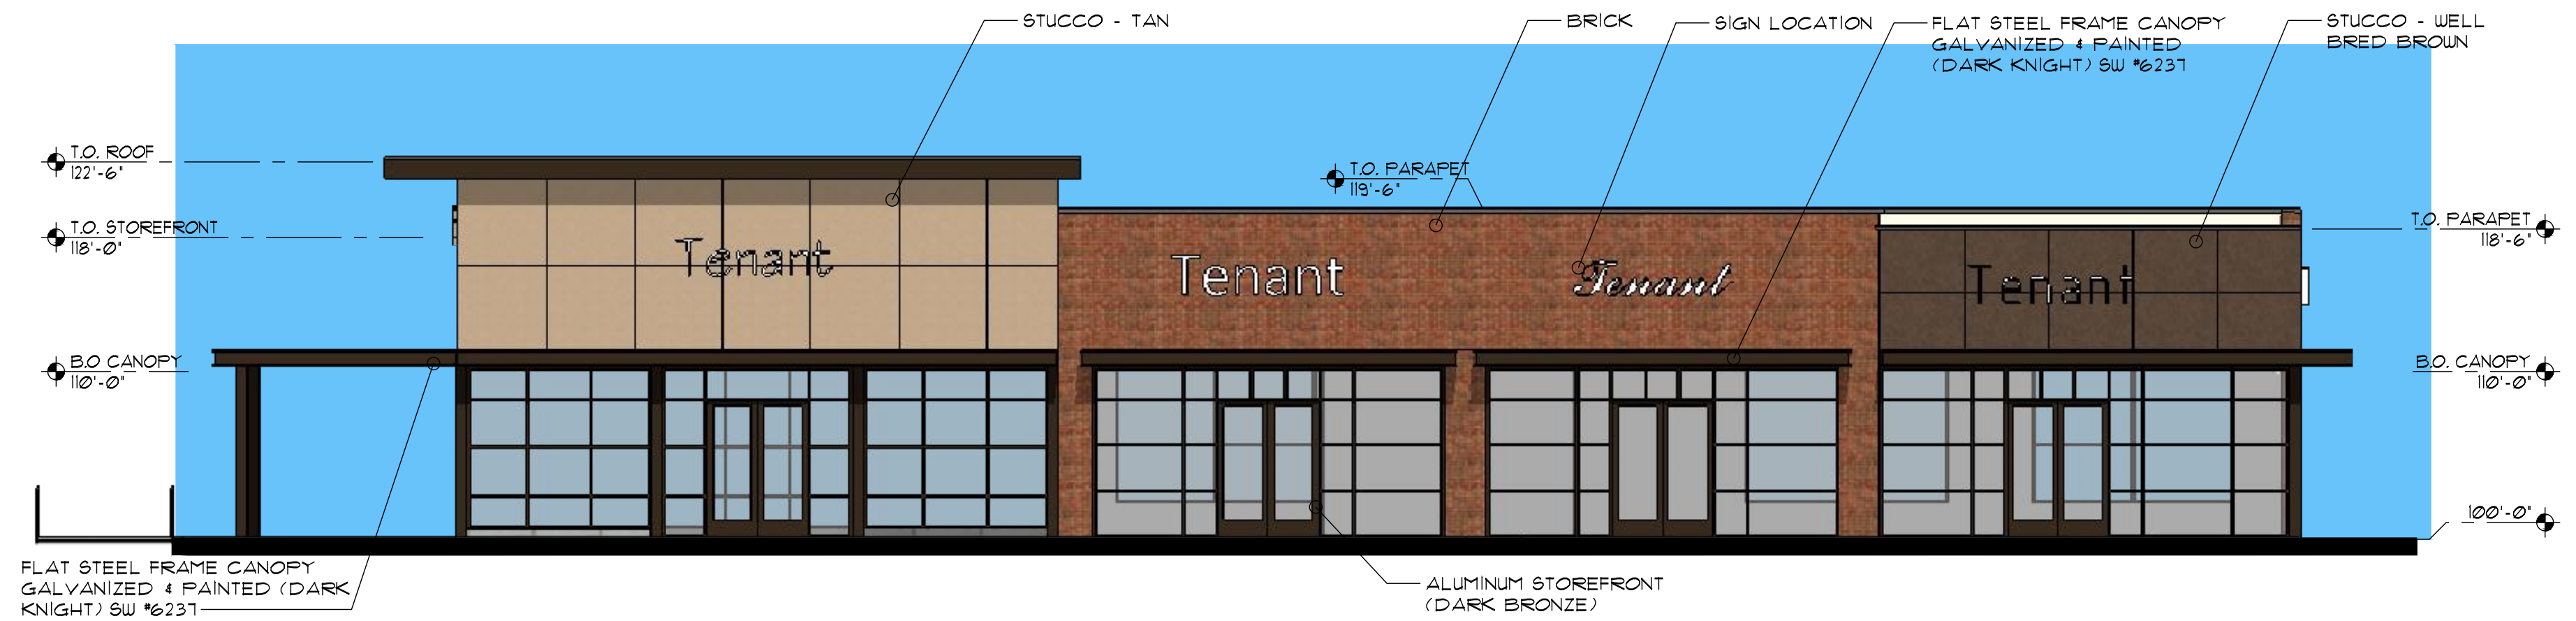 STUCCO - TAN
BRICK
SIGN LOCATION
FLAT STEEL FRAME CANOPY
GALVANIZED & PAINTED
(DARK KNIGHT) SW #6237
STUCCO - WELL
BRED BROWN
T.O. ROOF
122'-6"
T.O. STOREFRONT
118'-0"
B.O CANOPY
110'-0"
T.O. PARAPET
119'-6"
Tenant
Tenant
Tenant
Tenant
T.O. PARAPET
118'-6"
B.O. CANOPY
110'-0"
100'-0"
FLAT STEEL FRAME CANOPY
GALVANIZED & PAINTED (DARK
KNIGHT) SW #6237
ALUMINUM STOREFRONT
(DARK BRONZE)